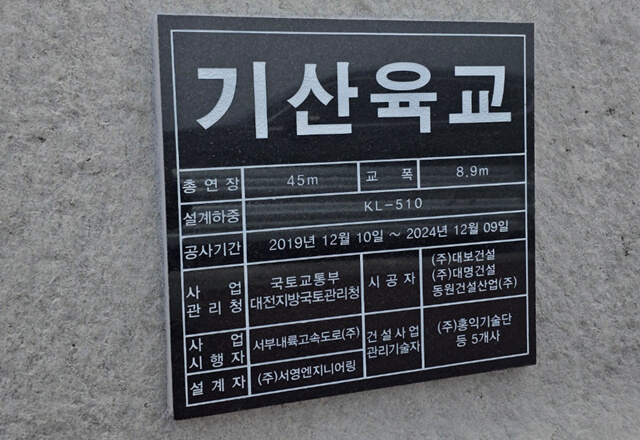 기산육교
총 연 장 45m 교 폭 8.9m
설계하중 KL-510
공사기간 2019년 12월 10일 ~ 2024년 12월 09일
사 업
관 리 청
국토교통부
대전지방국토관리청
시 공 자
(주)대보건설
(주)대명건설
동원건설산업(주)
사 업
시 행 자
서부내륙고속도로(주)
건 설 사 업
관리기술자
(주)홍익기술단
등 5개사
설 계 자 (주)서영엔지니어링